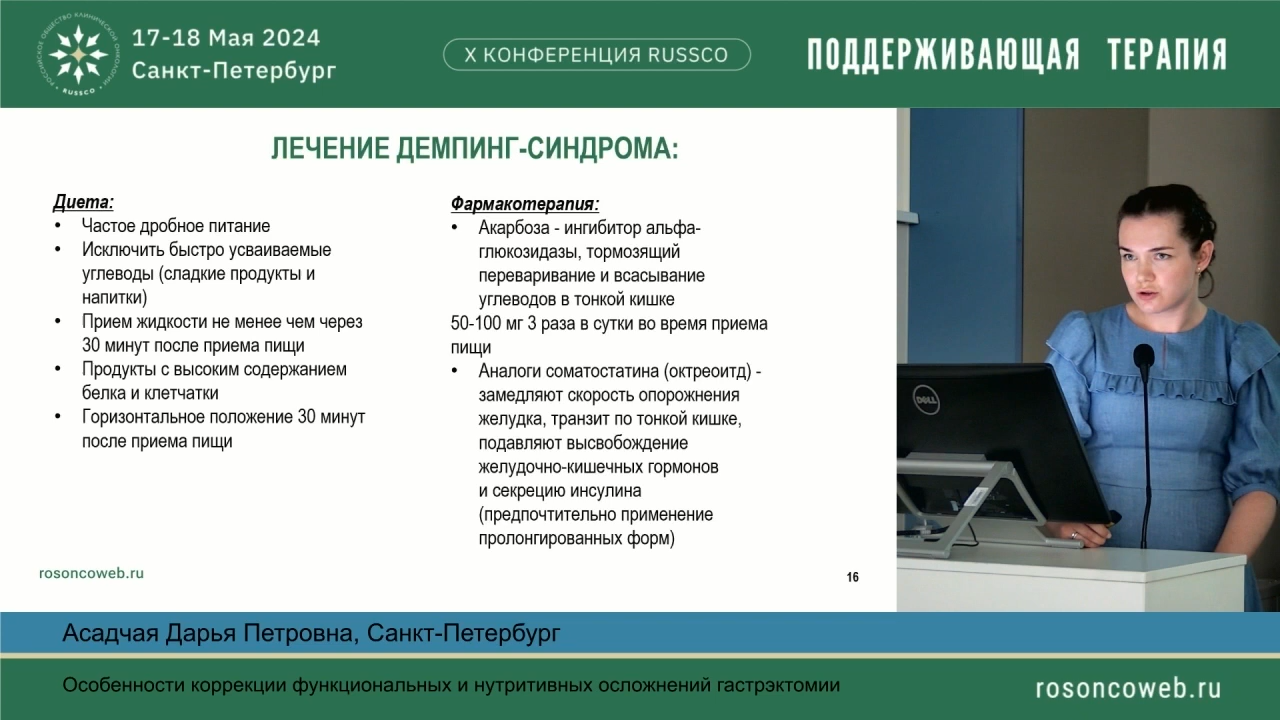 17-18 Мая 2024
Санкт-Петербург
RUSSCO
X КОНФЕРЕНЦИЯ RUSSCO
ПОДДЕРЖИВАЮЩАЯ ТЕРАПИЯ
ЛЕЧЕНИЕ ДЕМПИНГ-СИНДРОМА:
Диета:
• Частое дробное питание
• Исключить быстро усваиваемые
углеводы (сладкие продукты и
напитки)
• Прием жидкости не менее чем через
30 минут после приема пищи
• Продукты с высоким содержанием
белка и клетчатки
• Горизонтальное положение 30 минут
после приема пищи
Фармакотерапия:
• Акарбоза - ингибитор альфа-
глюкозидазы, тормозящий
переваривание и всасывание
углеводов в тонкой кишке
50-100 мг 3 раза в сутки во время приема
пищи
• Аналоги соматостатина (октреоитд) -
замедляют скорость опорожнения
желудка, транзит по тонкой кишке,
подавляют высвобождение
желудочно-кишечных гормонов
и секрецию инсулина
(предпочтительно применение
пролонгированных форм)
rosoncoweb.ru
16
DELL
Асадчая Дарья Петровна, Санкт-Петербург
Особенности коррекции функциональных и нутритивных осложнений гастрэктомии
rosoncoweb.ru